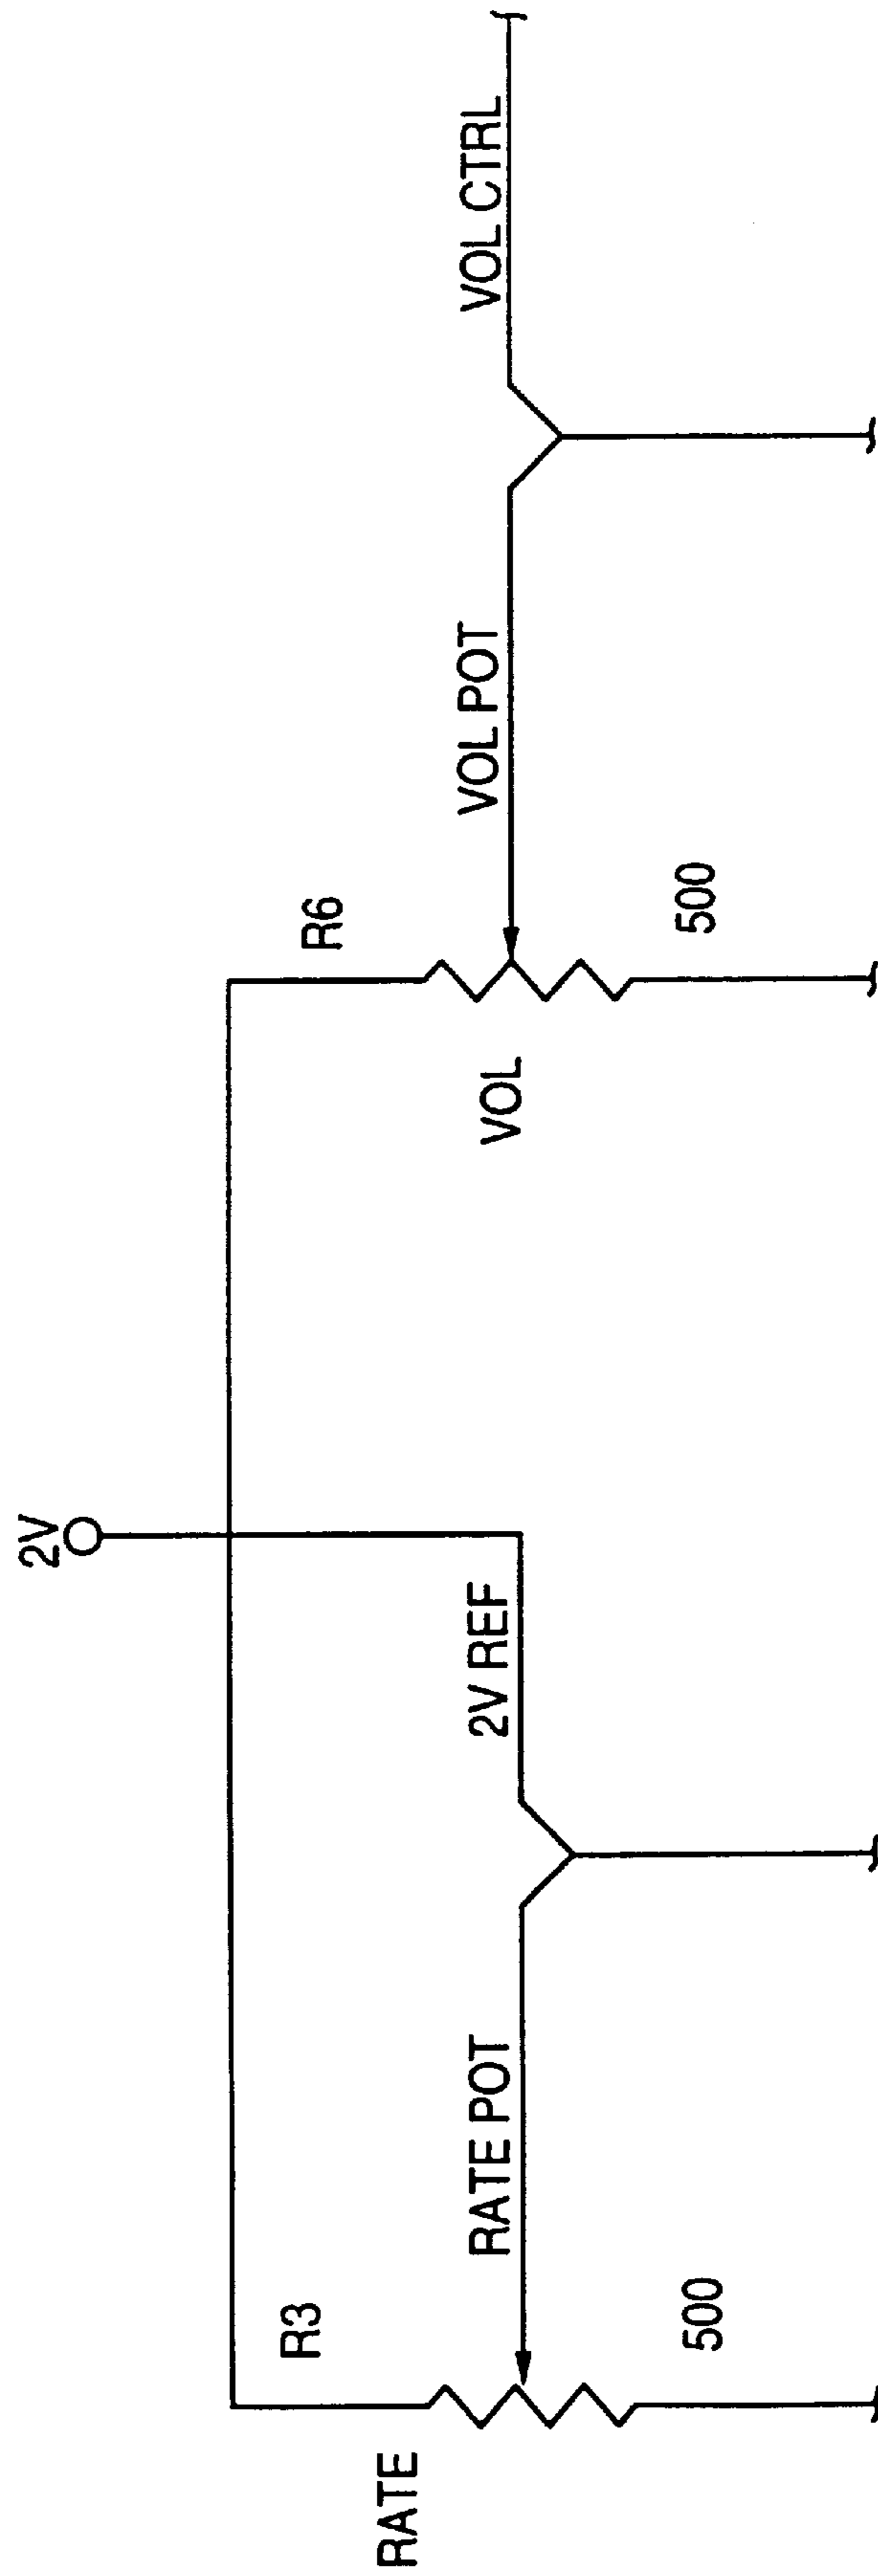 2V
R3
R6
RATE
RATE POT
2V REF
VOL
VOL POT
VOL CTRL
500
500